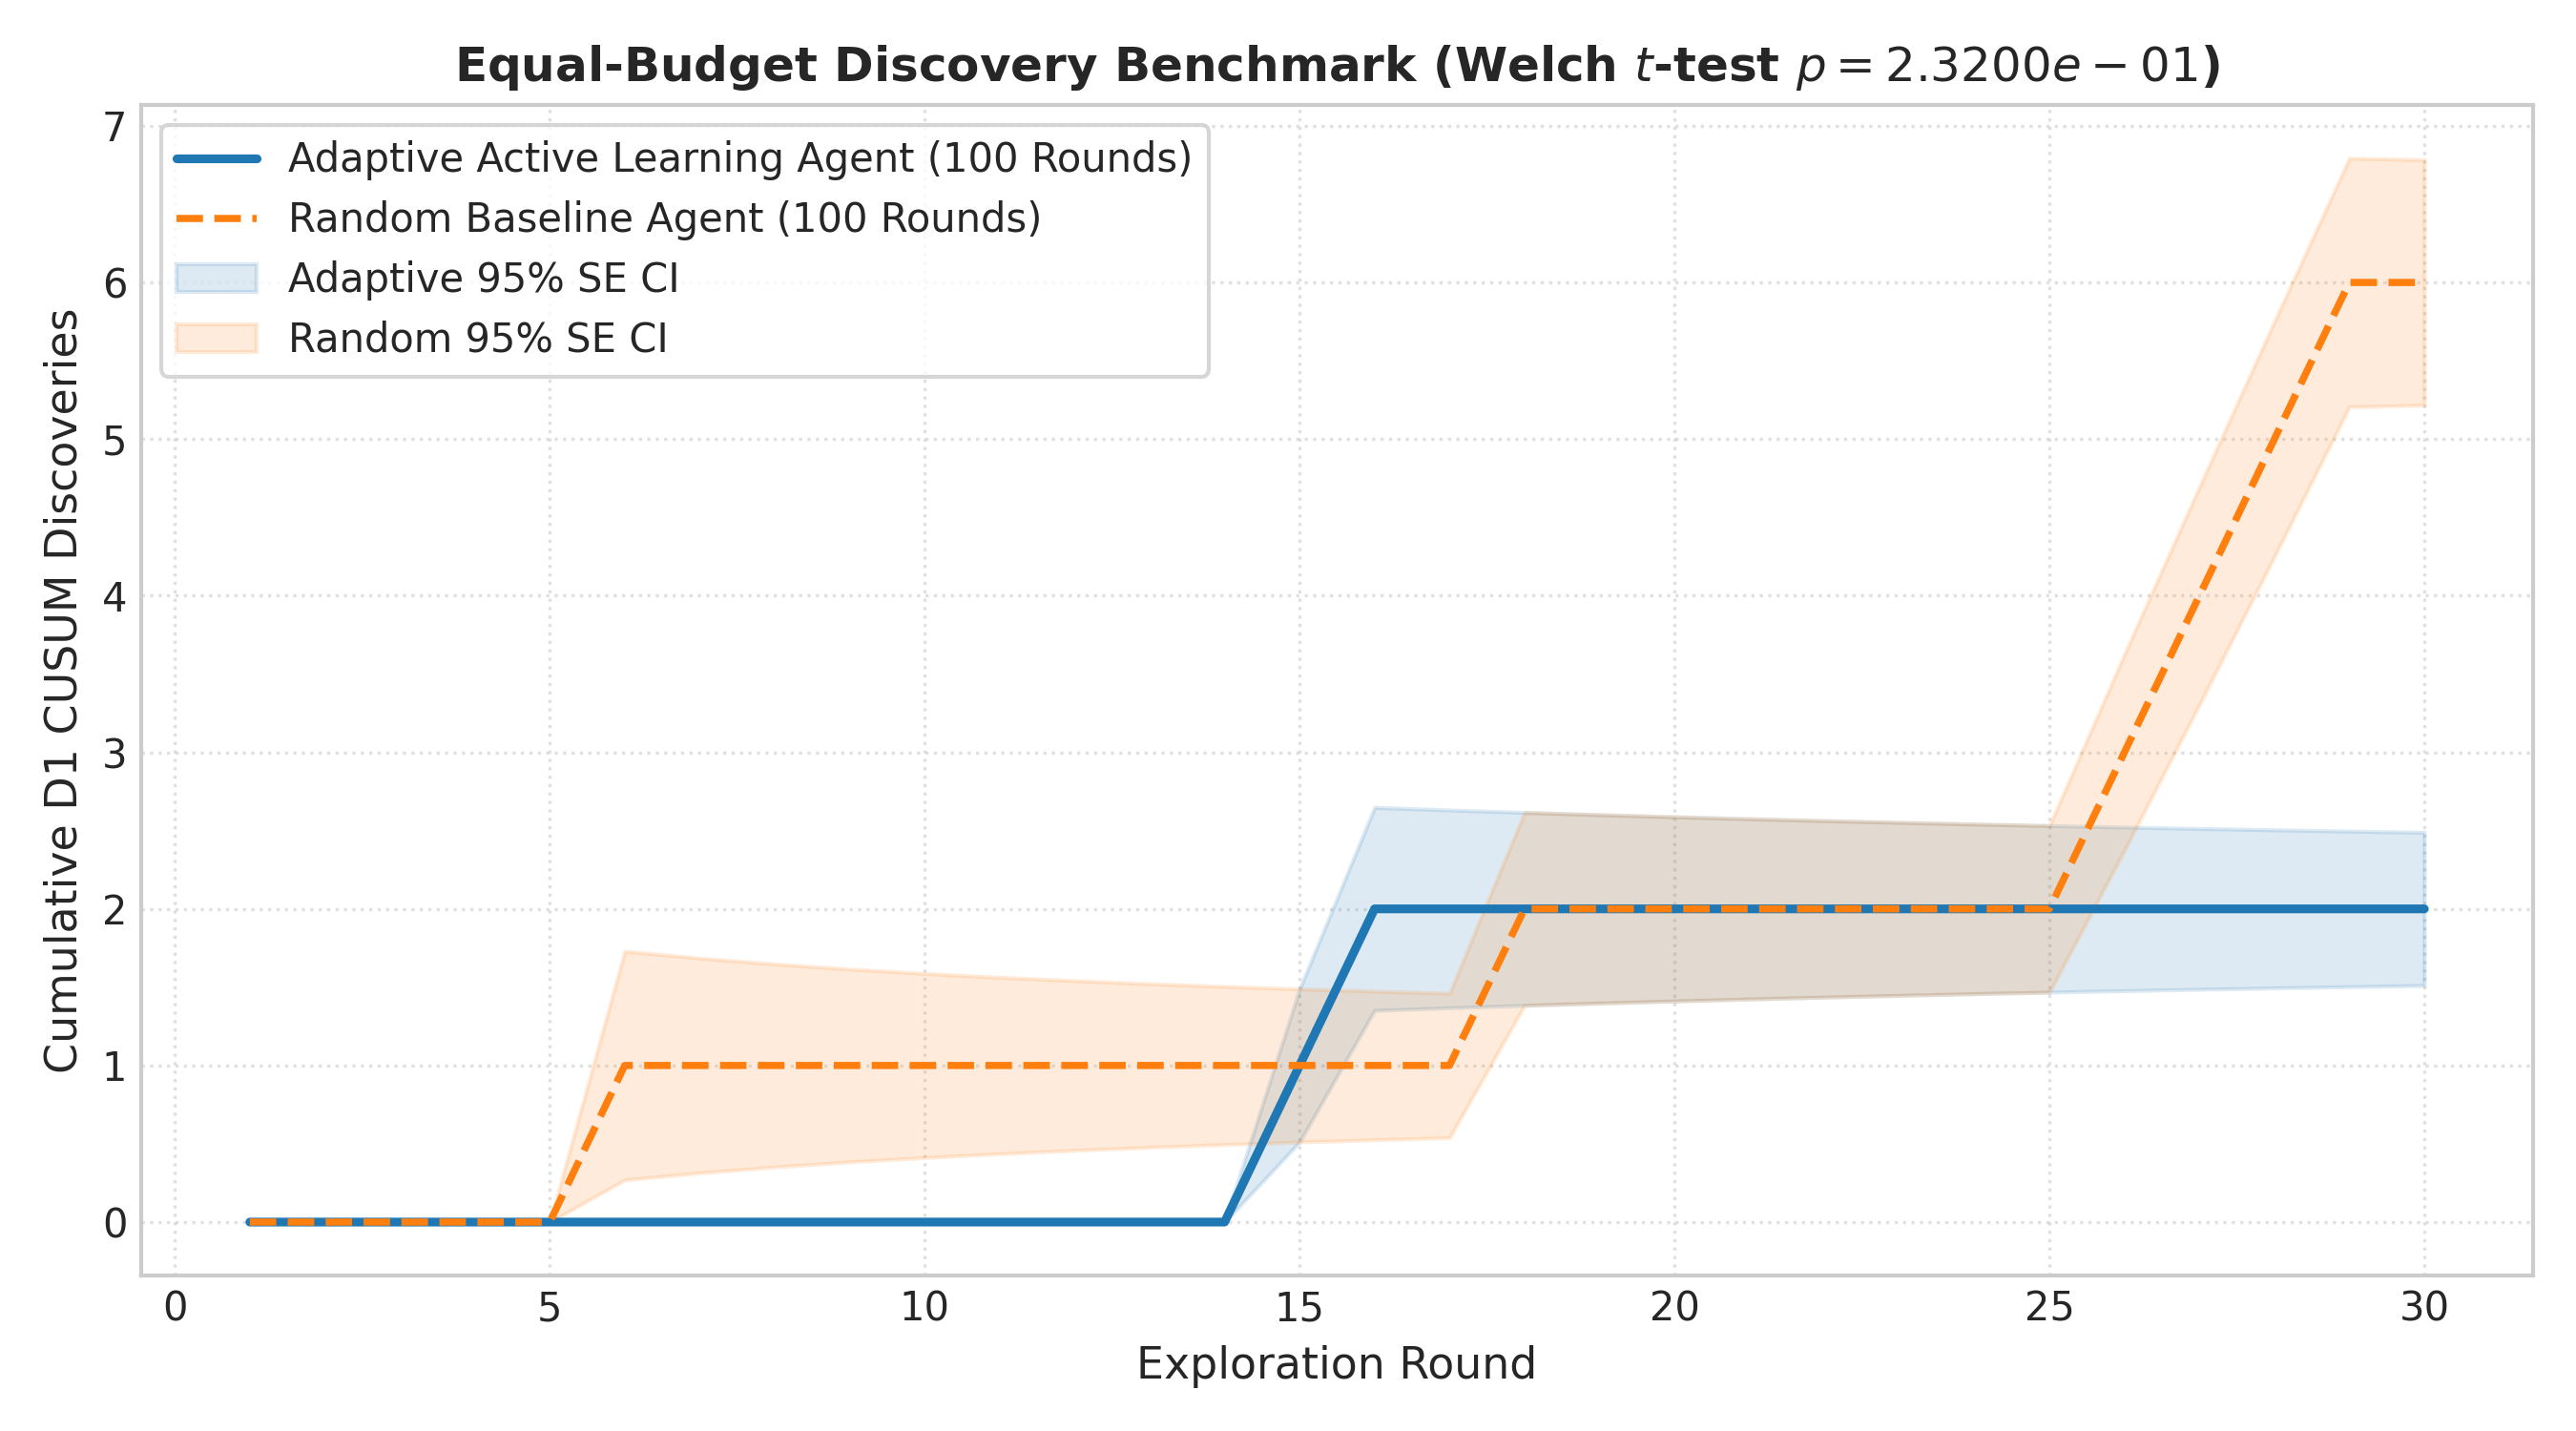 Equal-Budget Discovery Benchmark (Welch t-test p = 2.3200e − 01)
Adaptive Active Learning Agent (100 Rounds)
Random Baseline Agent (100 Rounds)
Adaptive 95% SE CI
Random 95% SE CI
Cumulative D1 CUSUM Discoveries
7
6
5
4
3
2
1
0
0 5 10 15 20 25 30
Exploration Round